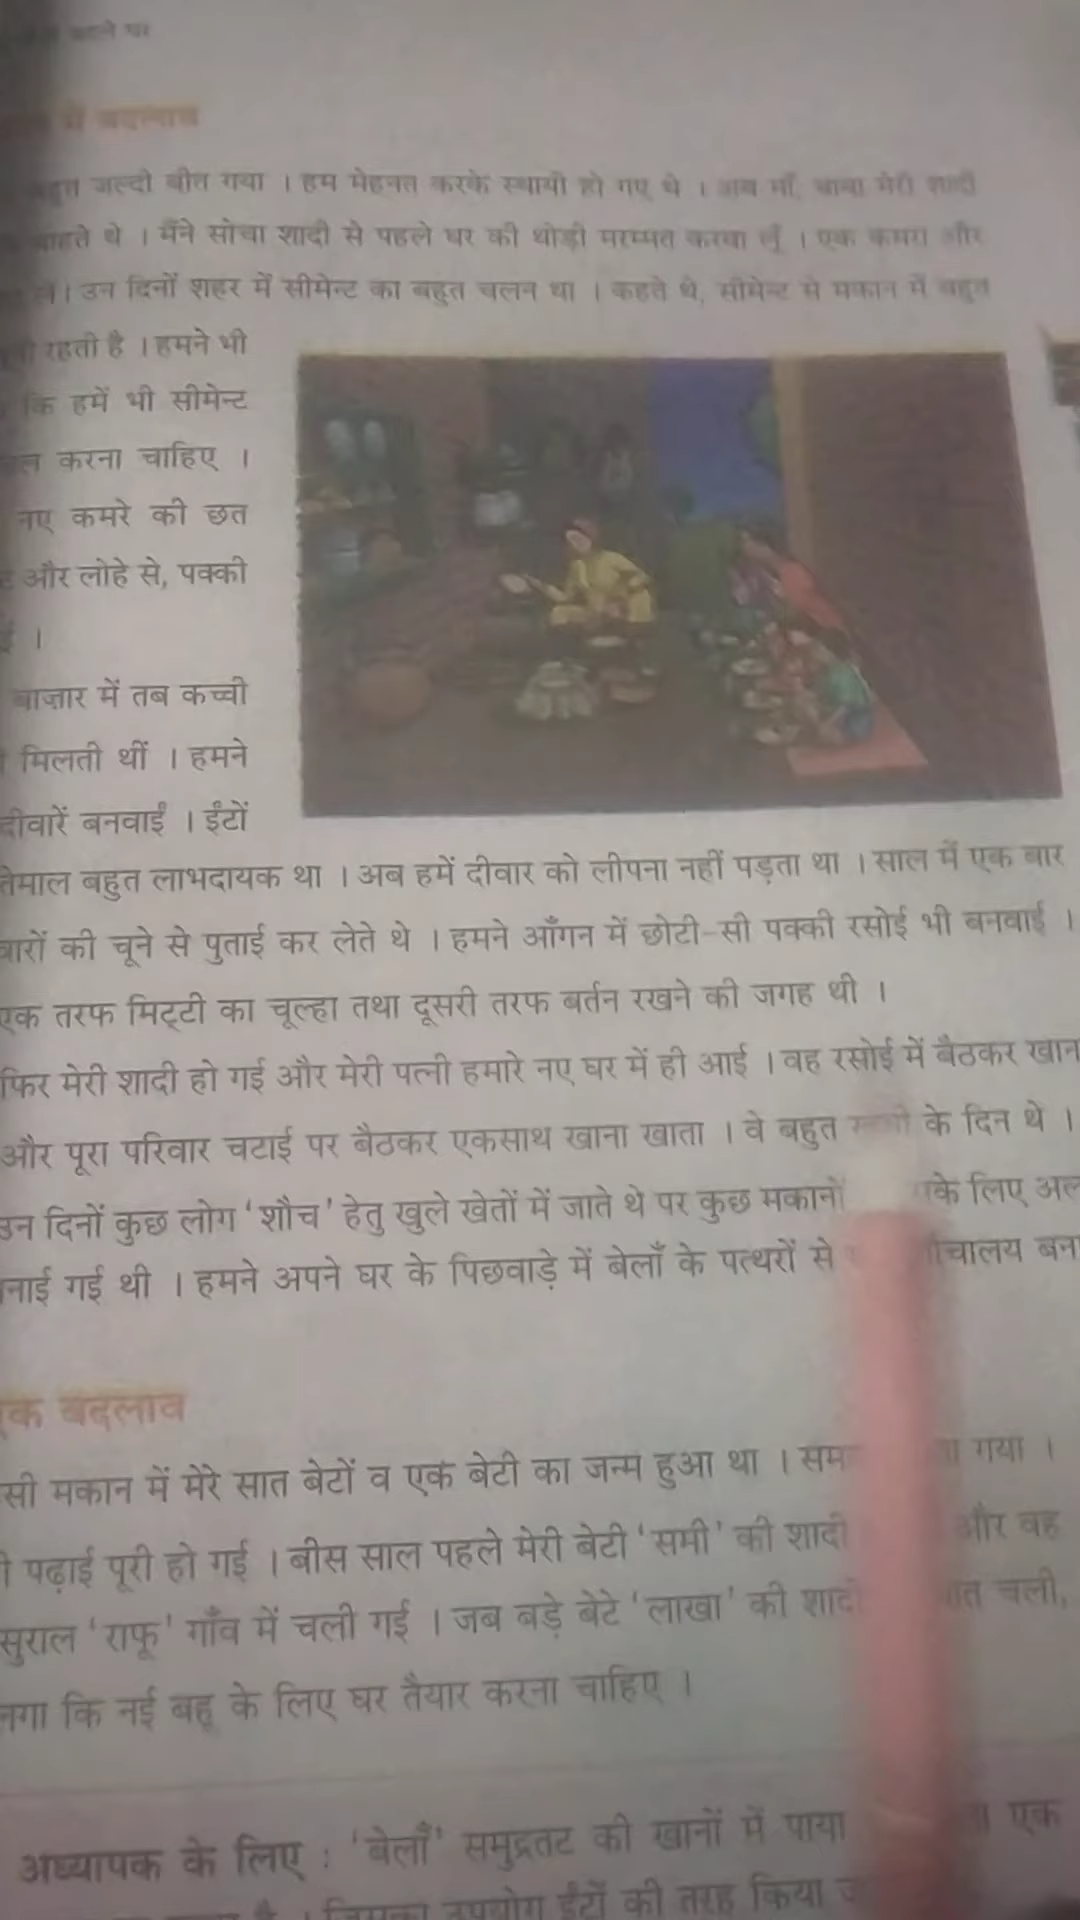 बदलते घर
में बदलाव
बहुत जल्दी बीत गया । हम मेहनत करके स्थायी हो गए थे । अब माँ, बाबा मेरी शादी
चाहते थे । मैंने सोचा शादी से पहले घर की थोड़ी मरम्मत करवा लूँ । एक कमरा और
लें। उन दिनों शहर में सीमेन्ट का बहुत चलन था । कहते थे, सीमेन्ट से मकान में बहुत
रहती है । हमने भी
कि हमें भी सीमेन्ट
करना चाहिए ।
नए कमरे की छत
और लोहे से, पक्की
।
बाज़ार में तब कच्ची
मिलती थीं । हमने
दीवारें बनवाईं । ईंटों
तेमाल बहुत लाभदायक था । अब हमें दीवार को लीपना नहीं पड़ता था । साल में एक बार
वारों की चूने से पुताई कर लेते थे । हमने आँगन में छोटी-सी पक्की रसोई भी बनवाई ।
एक तरफ मिट्टी का चूल्हा तथा दूसरी तरफ बर्तन रखने की जगह थी ।
फिर मेरी शादी हो गई और मेरी पत्नी हमारे नए घर में ही आई । वह रसोई में बैठकर खान
और पूरा परिवार चटाई पर बैठकर एकसाथ खाना खाता । वे बहुत के दिन थे ।
उन दिनों कुछ लोग ‘शौच’ हेतु खुले खेतों में जाते थे पर कुछ मकानों के लिए अल
नाई गई थी । हमने अपने घर के पिछवाड़े में बेलाँ के पत्थरों से चालय बना
एक बदलाव
सी मकान में मेरे सात बेटों व एक बेटी का जन्म हुआ था । सम गया ।
ी पढ़ाई पूरी हो गई । बीस साल पहले मेरी बेटी ‘समी’ की शादी और वह
सुराल ‘राफू’ गाँव में चली गई । जब बड़े बेटे ‘लाखा’ की शादी बात चली,
लगा कि नई बहू के लिए घर तैयार करना चाहिए ।
अध्यापक के लिए : ‘बेलाँ’ समुद्रतट की खानों में पाया एक
है । जिसका उपयोग ईंटों की तरह किया